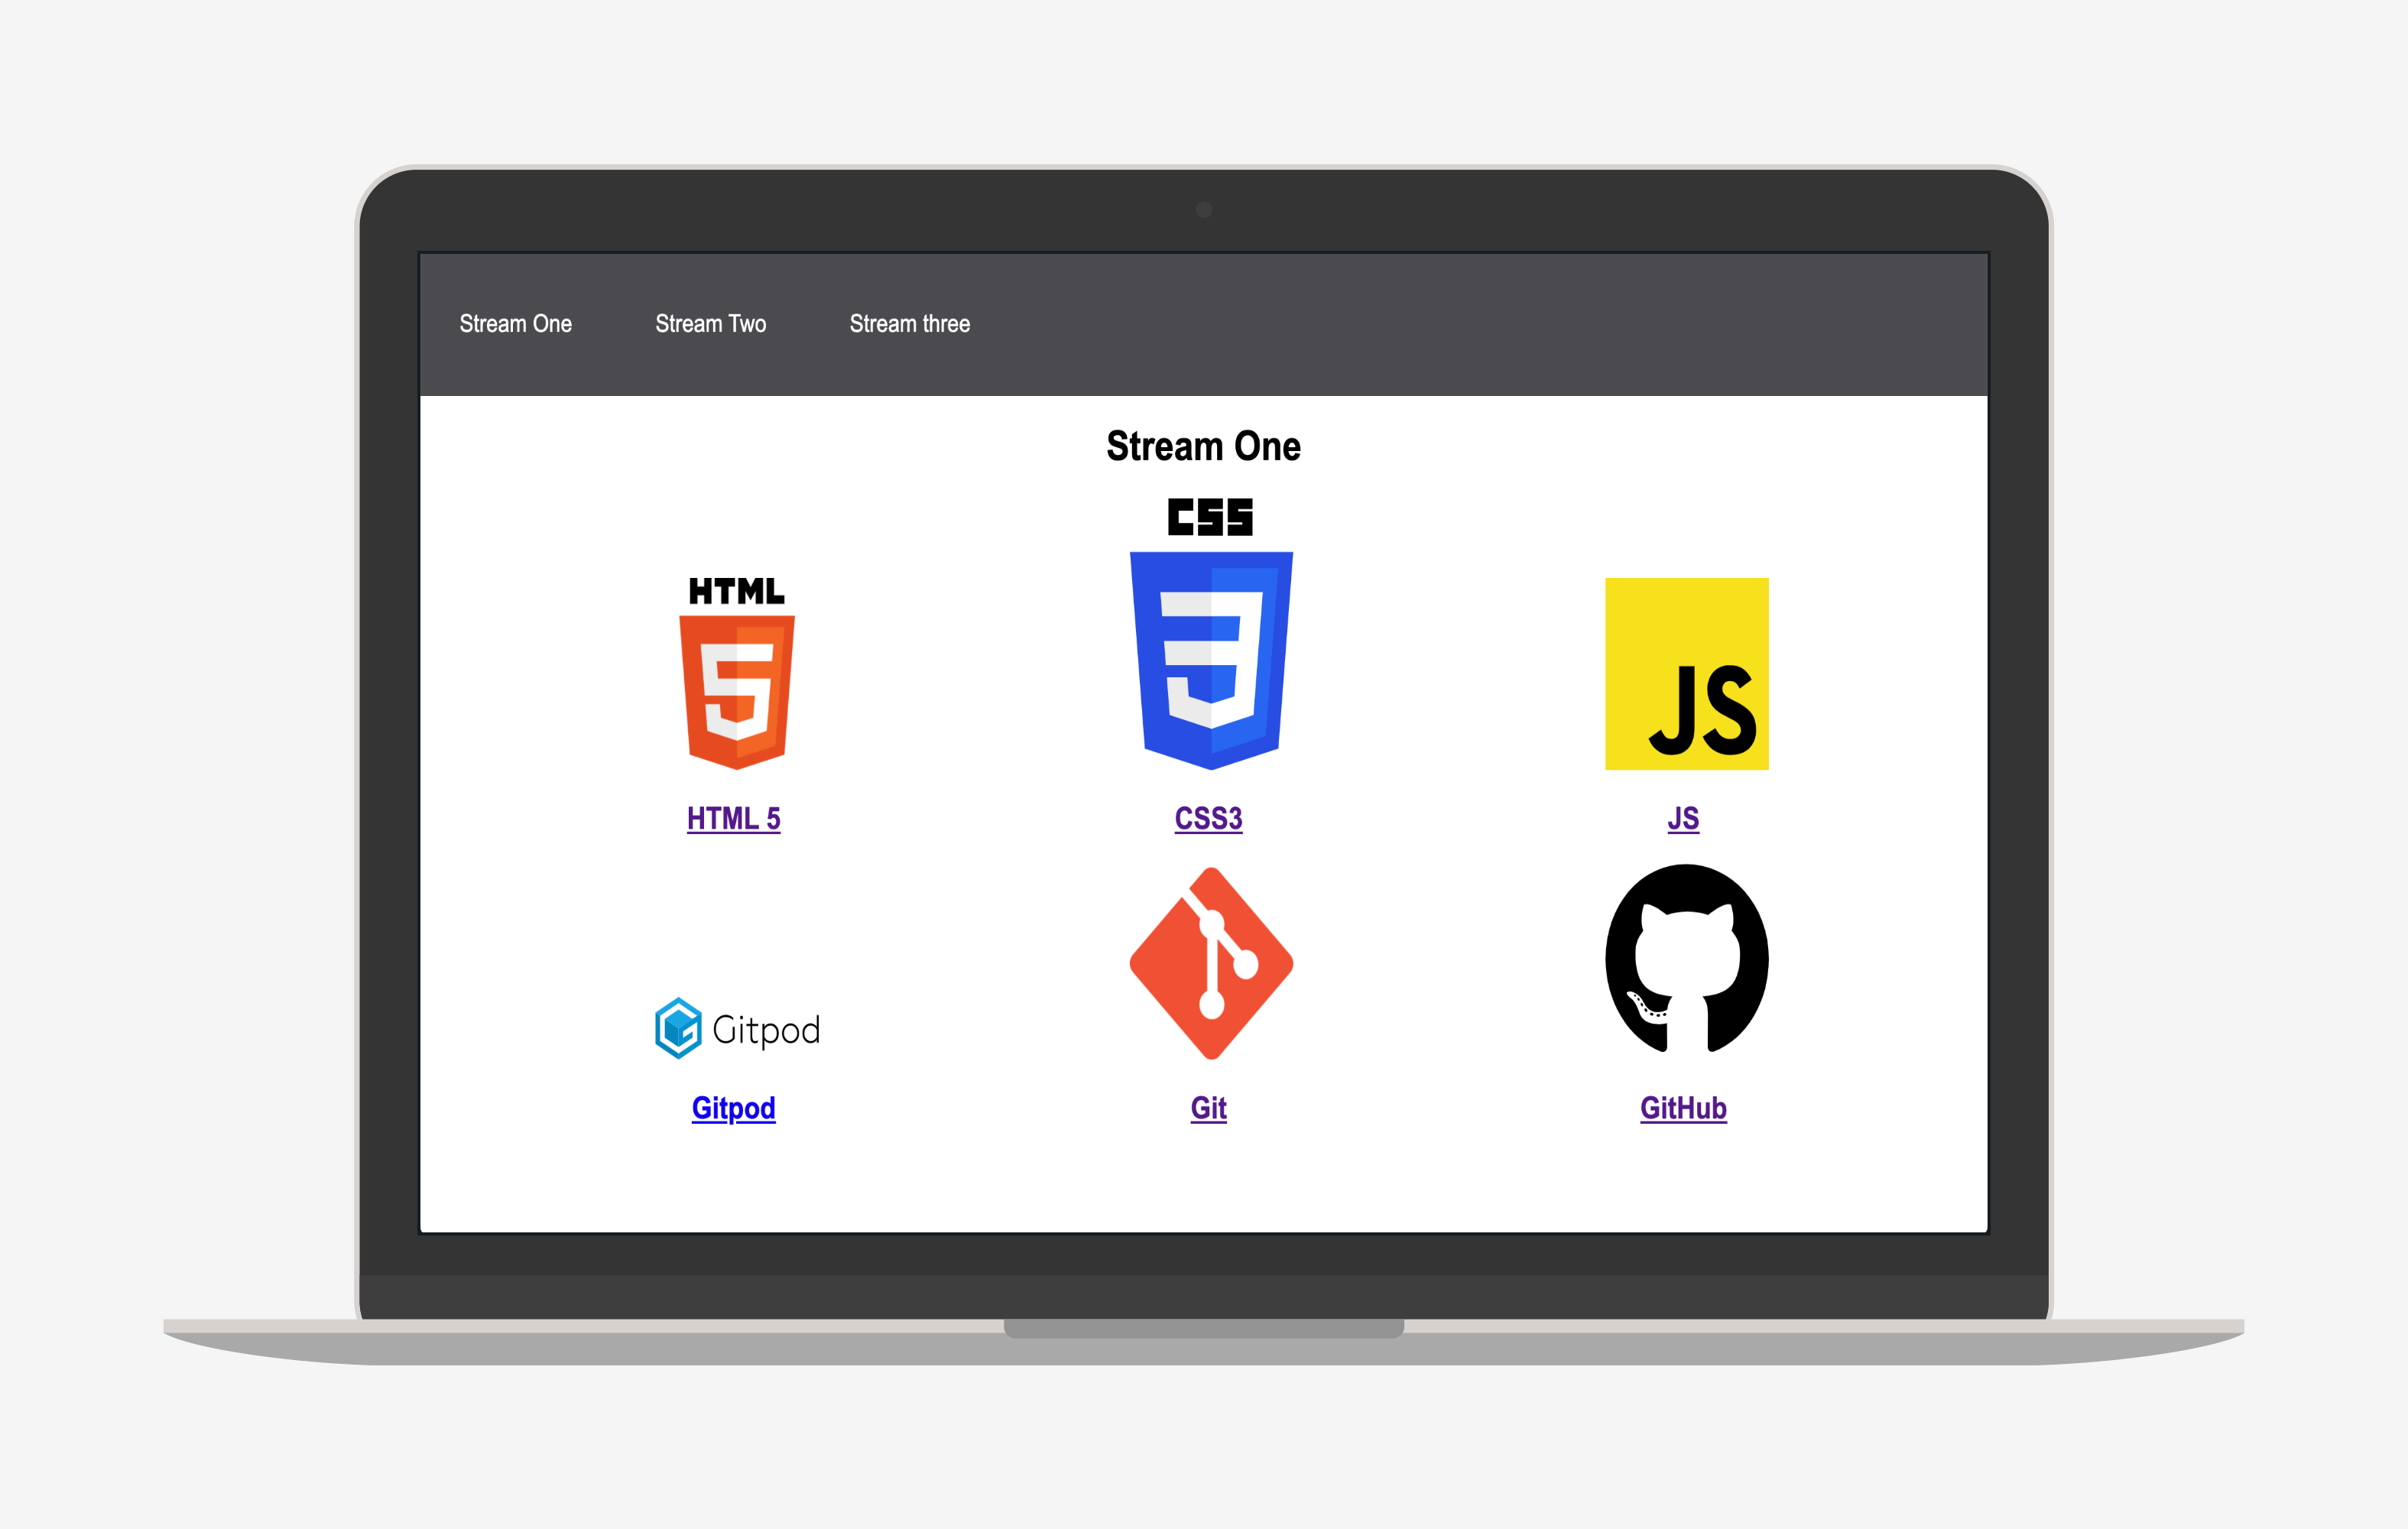 Stream One Stream Two Stream three
Stream One
CSS
HTML
JS
HTML 5 CSS3 JS
Gitpod
Gitpod Git GitHub